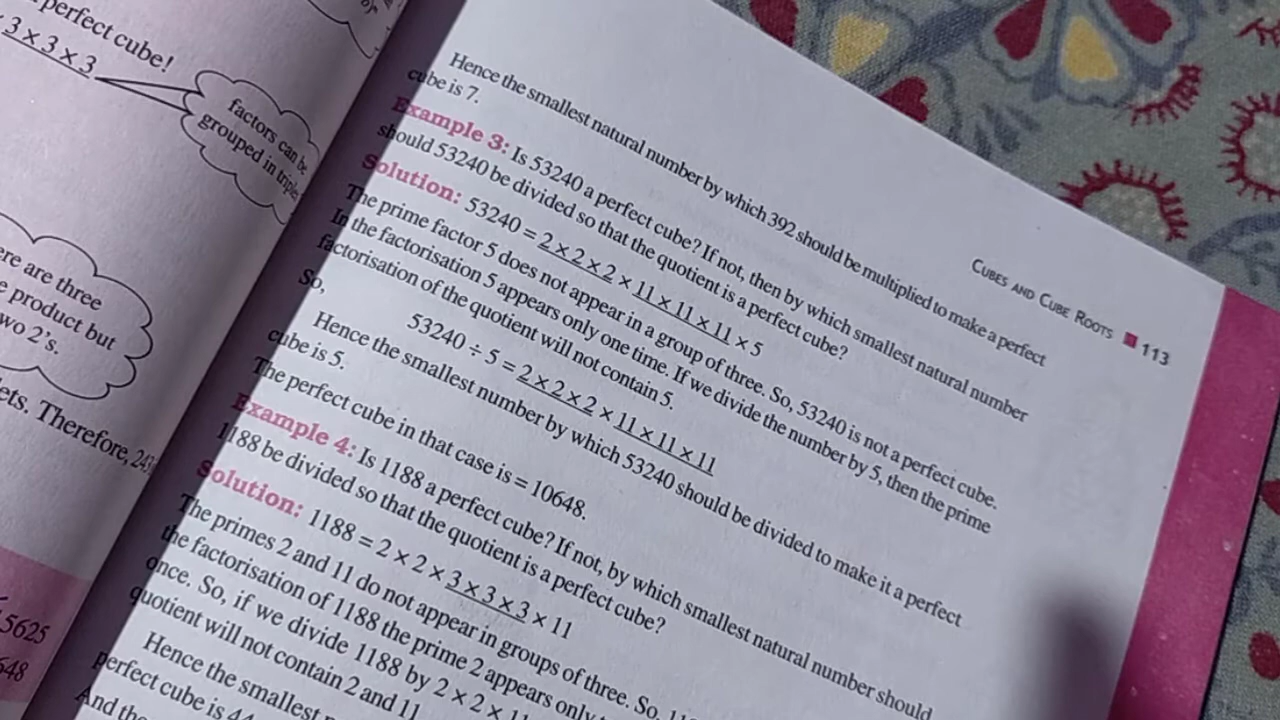 perfect cube!
3 × 3 × 3
factors can be
grouped in triples
ere are three
e product but
wo 2's.
ets. Therefore, 243
5625
648
CUBES AND CUBE ROOTS ■ 113
Hence the smallest natural number by which 392 should be multiplied to make a perfect
cube is 7.
Example 3: Is 53240 a perfect cube? If not, then by which smallest natural number
should 53240 be divided so that the quotient is a perfect cube?
Solution: 53240 = 2 × 2 × 2 × 11 × 11 × 11 × 5
The prime factor 5 does not appear in a group of three. So, 53240 is not a perfect cube.
In the factorisation 5 appears only one time. If we divide the number by 5, then the prime
factorisation of the quotient will not contain 5.
So,
53240 ÷ 5 = 2 × 2 × 2 × 11 × 11 × 11
Hence the smallest number by which 53240 should be divided to make it a perfect
cube is 5.
The perfect cube in that case is = 10648.
Example 4: Is 1188 a perfect cube? If not, by which smallest natural number should
1188 be divided so that the quotient is a perfect cube?
Solution: 1188 = 2 × 2 × 3 × 3 × 3 × 11
The primes 2 and 11 do not appear in groups of three. So, 11
the factorisation of 1188 the prime 2 appears only
once. So, if we divide 1188 by 2 × 2 × 11
quotient will not contain 2 and 11
Hence the smallest
perfect cube is 44
And the